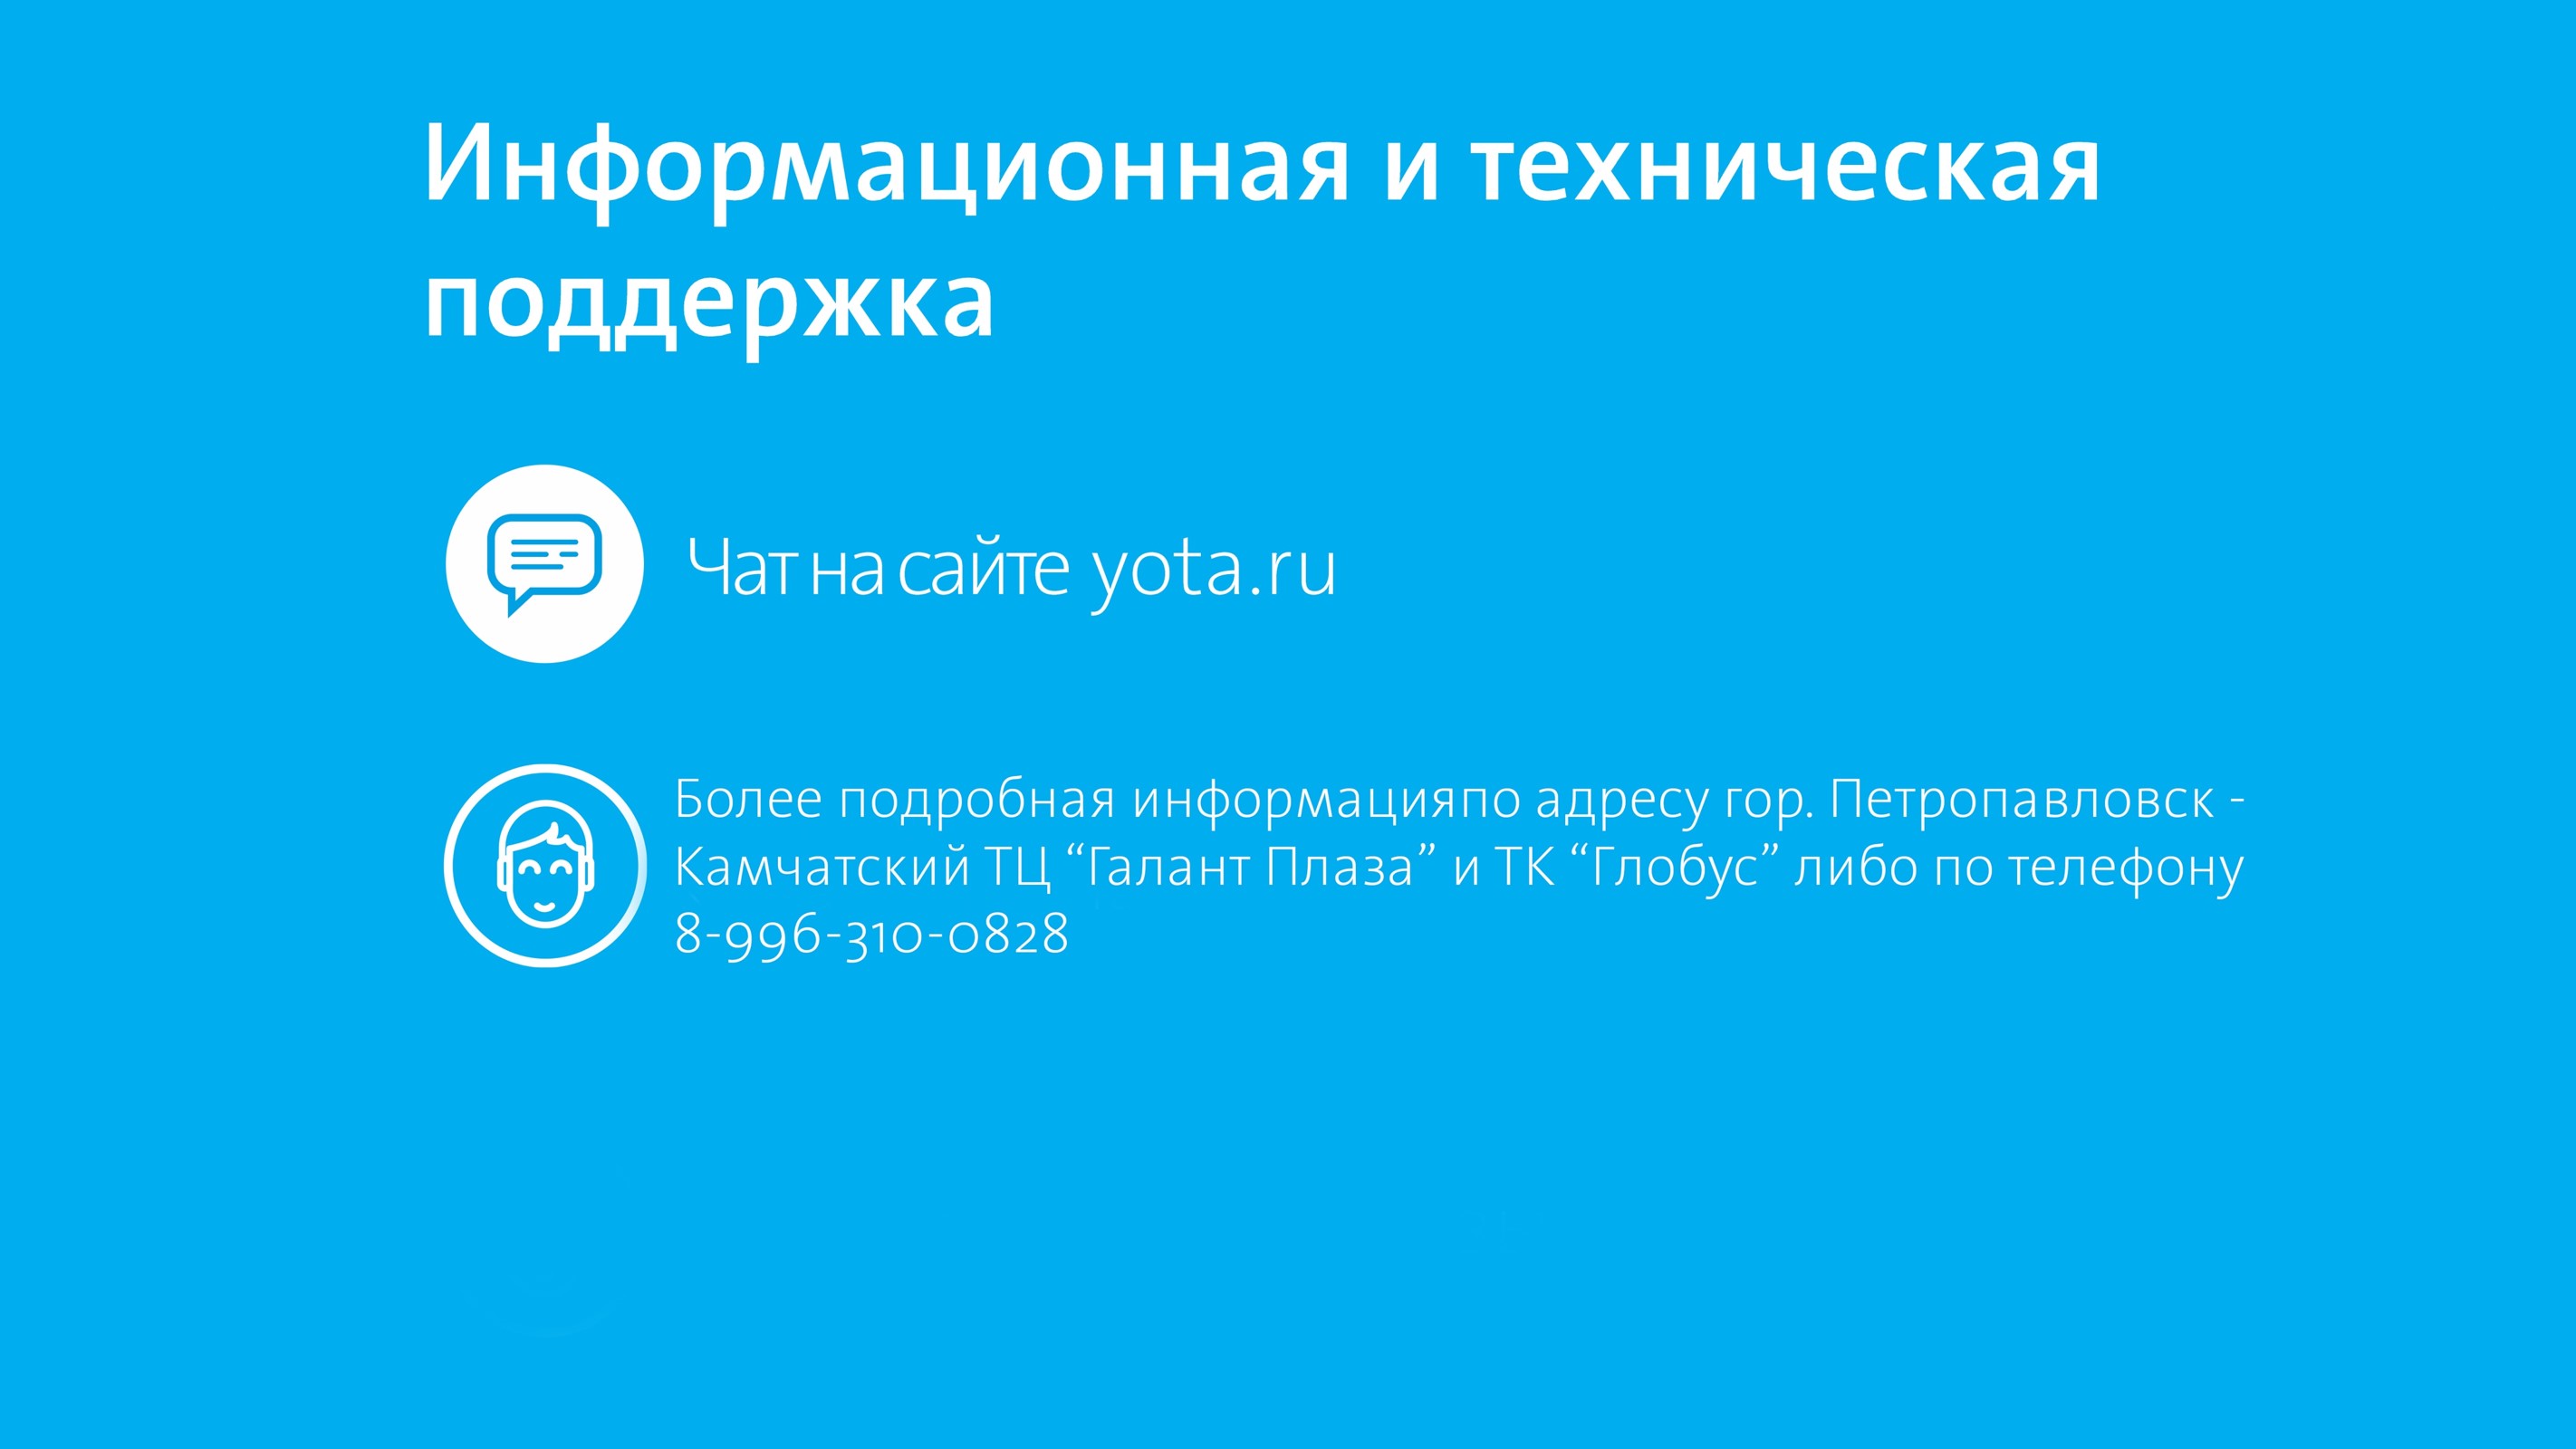 Информационная и техническая
поддержка
Чат на сайте yota.ru
Более подробная информацияпо адресу гор. Петропавловск -
Камчатский ТЦ “Галант Плаза” и ТК “Глобус” либо по телефону
8-996-310-0828